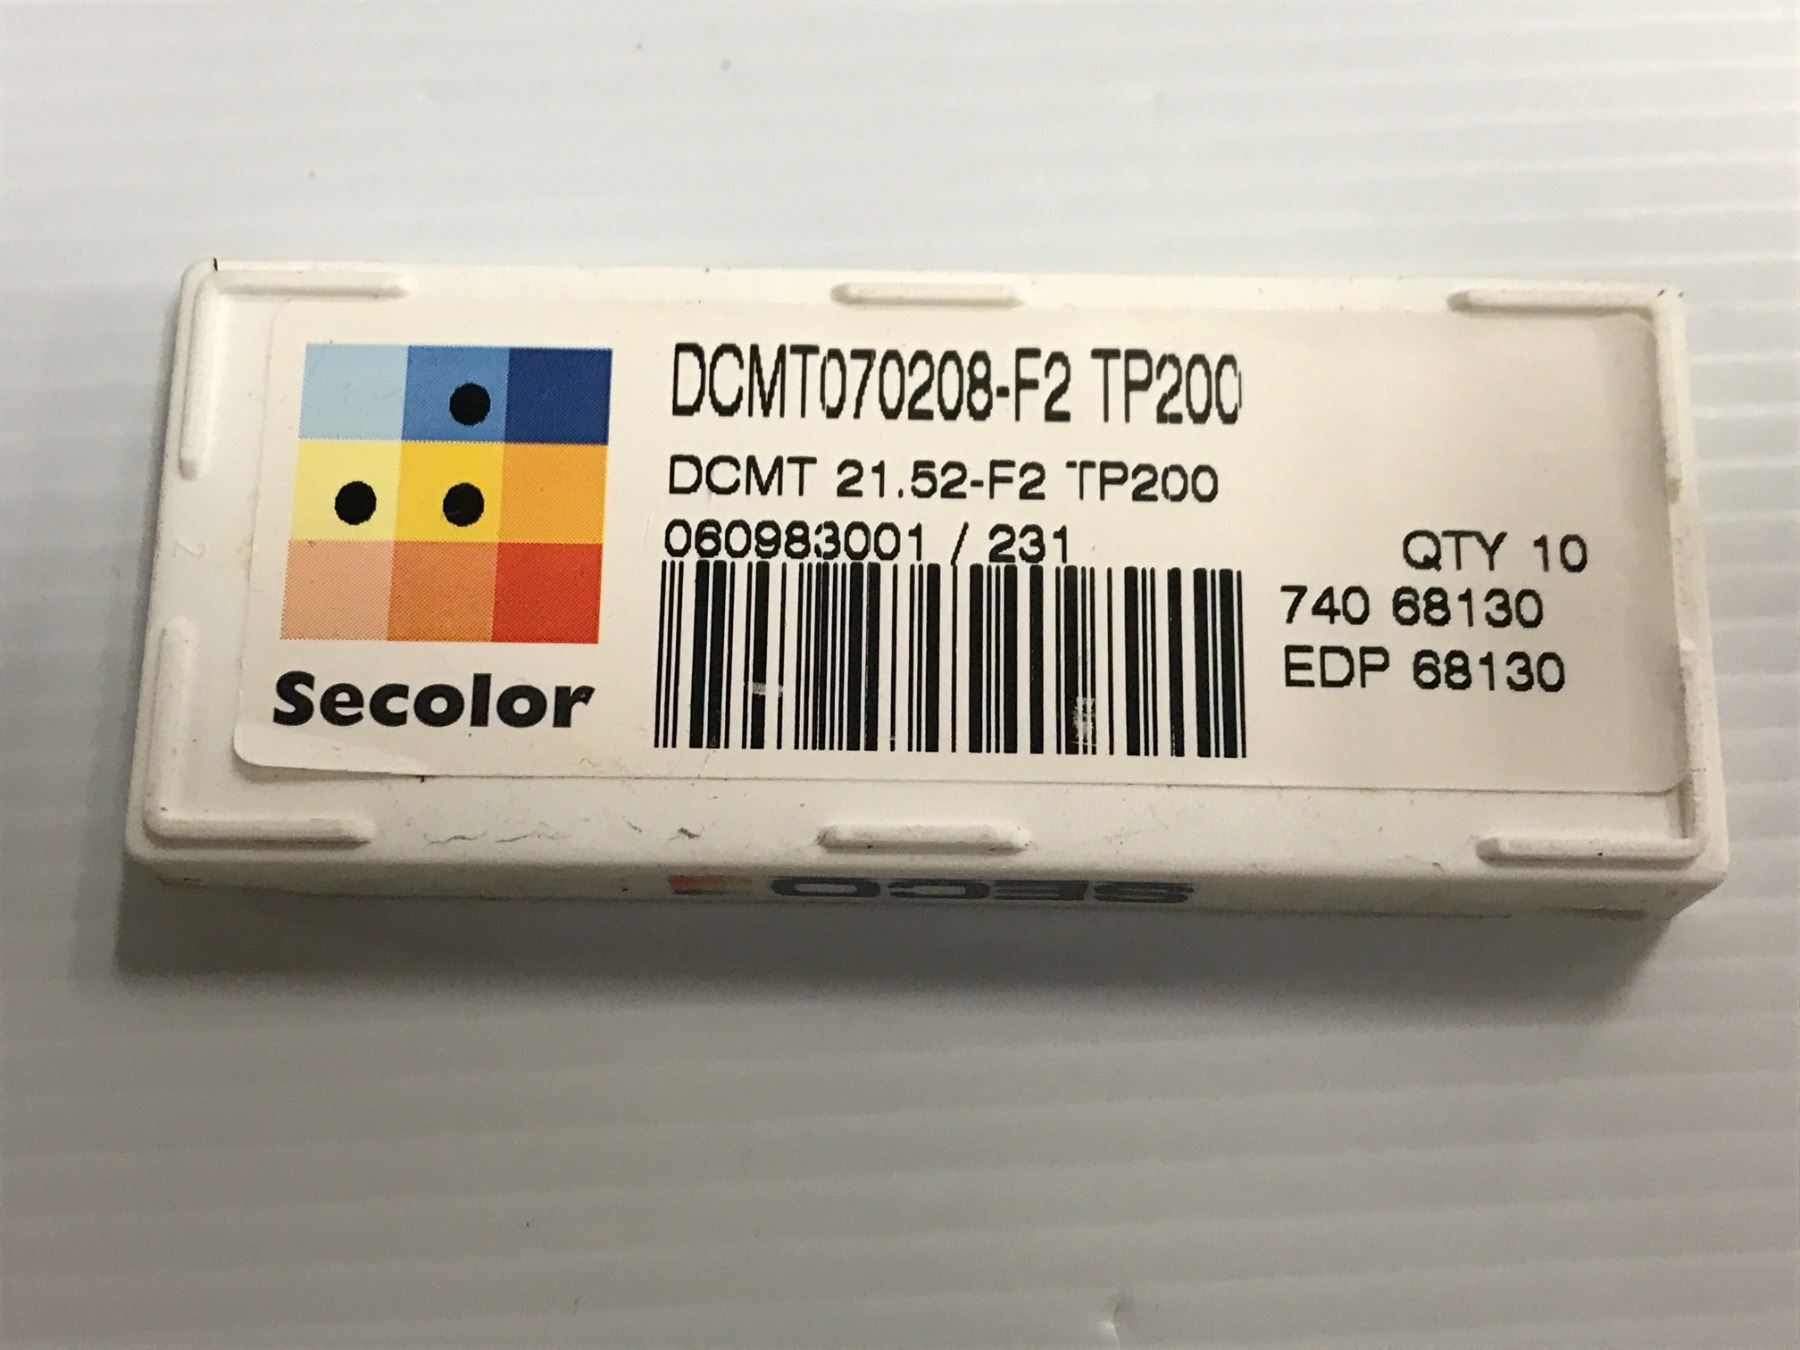 DCMT070208-F2 TP200
DCMT 21.52-F2 TP200
060983001 / 231
QTY 10
740 68130
EDP 68130
Secolor
SECO